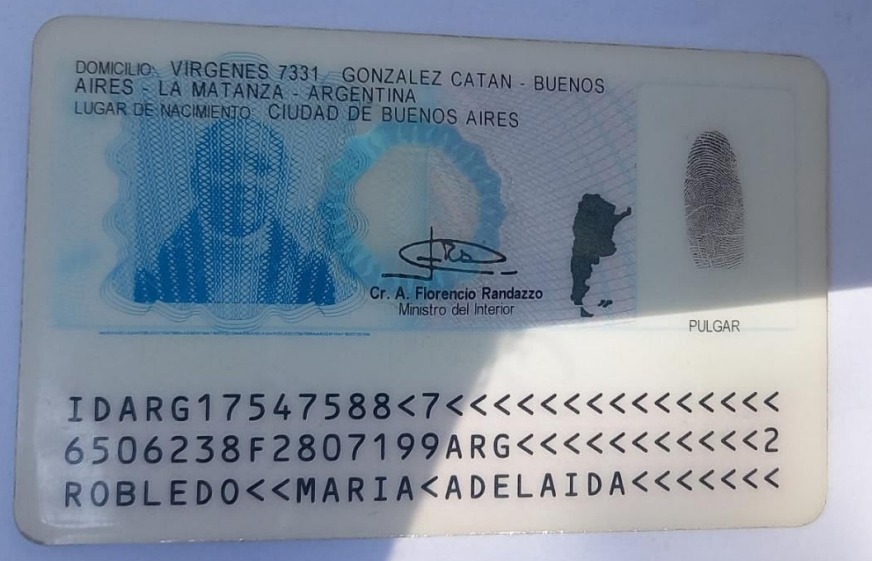 DOMICILIO: VIRGENES 7331 GONZALEZ CATAN - BUENOS
AIRES - LA MATANZA - ARGENTINA
LUGAR DE NACIMIENTO CIUDAD DE BUENOS AIRES
Cr. A. Florencio Randazzo
Ministro del Interior
PULGAR
IDARG17547588<7<<<<<<<<<<<<<<<
6506238F2807199ARG<<<<<<<<<<<2
ROBLEDO<<MARIA<ADELAIDA<<<<<<<